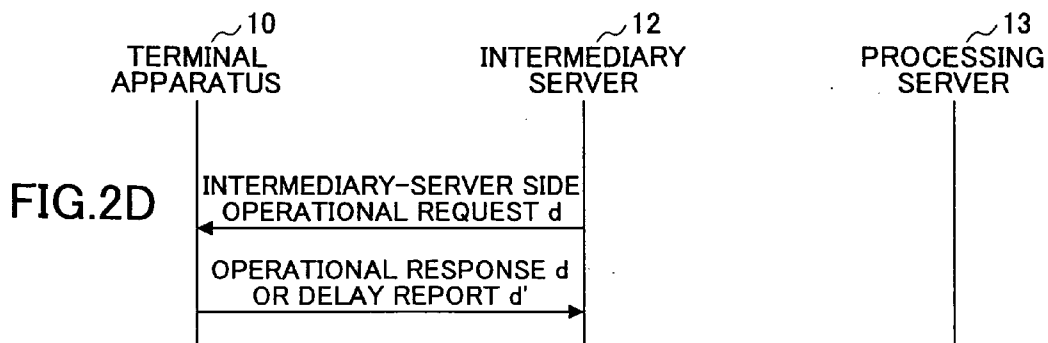 10
TERMINAL
APPARATUS
12
INTERMEDIARY
SERVER
13
PROCESSING
SERVER
FIG.2D
INTERMEDIARY-SERVER SIDE
OPERATIONAL REQUEST d
OPERATIONAL RESPONSE d
OR DELAY REPORT d'